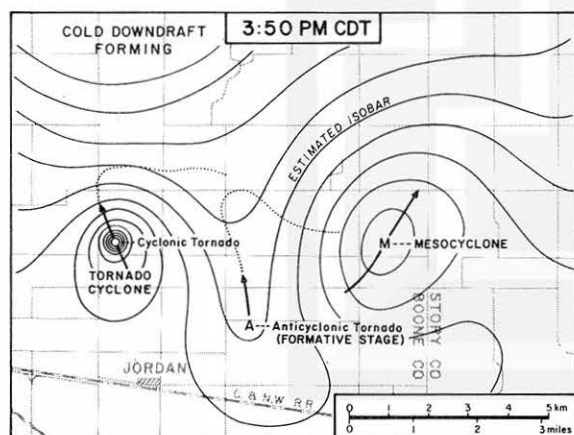 COLD DOWNDRAFT
FORMING
3:50 PM CDT
ESTIMATED ISOBAR
Cyclonic Tornado
TORNADO
CYCLONE
M --- MESOCYCLONE
A --- Anticyclonic Tornado
(FORMATIVE STAGE)
STORY CO
BOONE CO
JORDAN
C. & N.W. RR.
0 1 2 3 4 5 km
0 1 2 3 miles